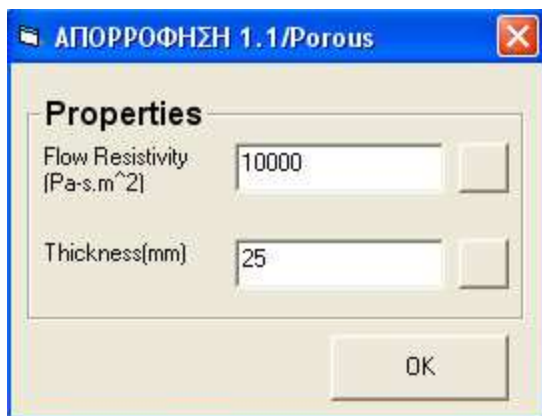 ΑΠΟΡΡΟΦΗΣΗ 1.1/Porous
Properties
Flow Resistivity
(Pa-s.m^2)
10000
Thickness(mm)
25
OK